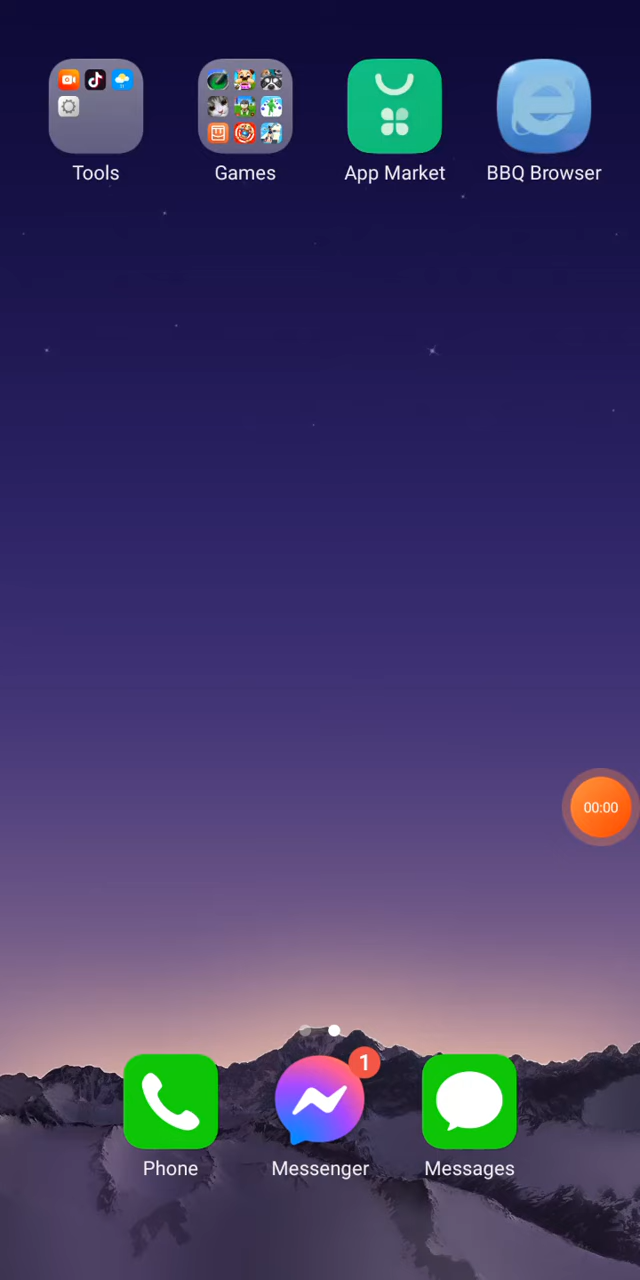 Tools
Games
App Market
BBQ Browser
00:00
1
Phone
Messenger
Messages